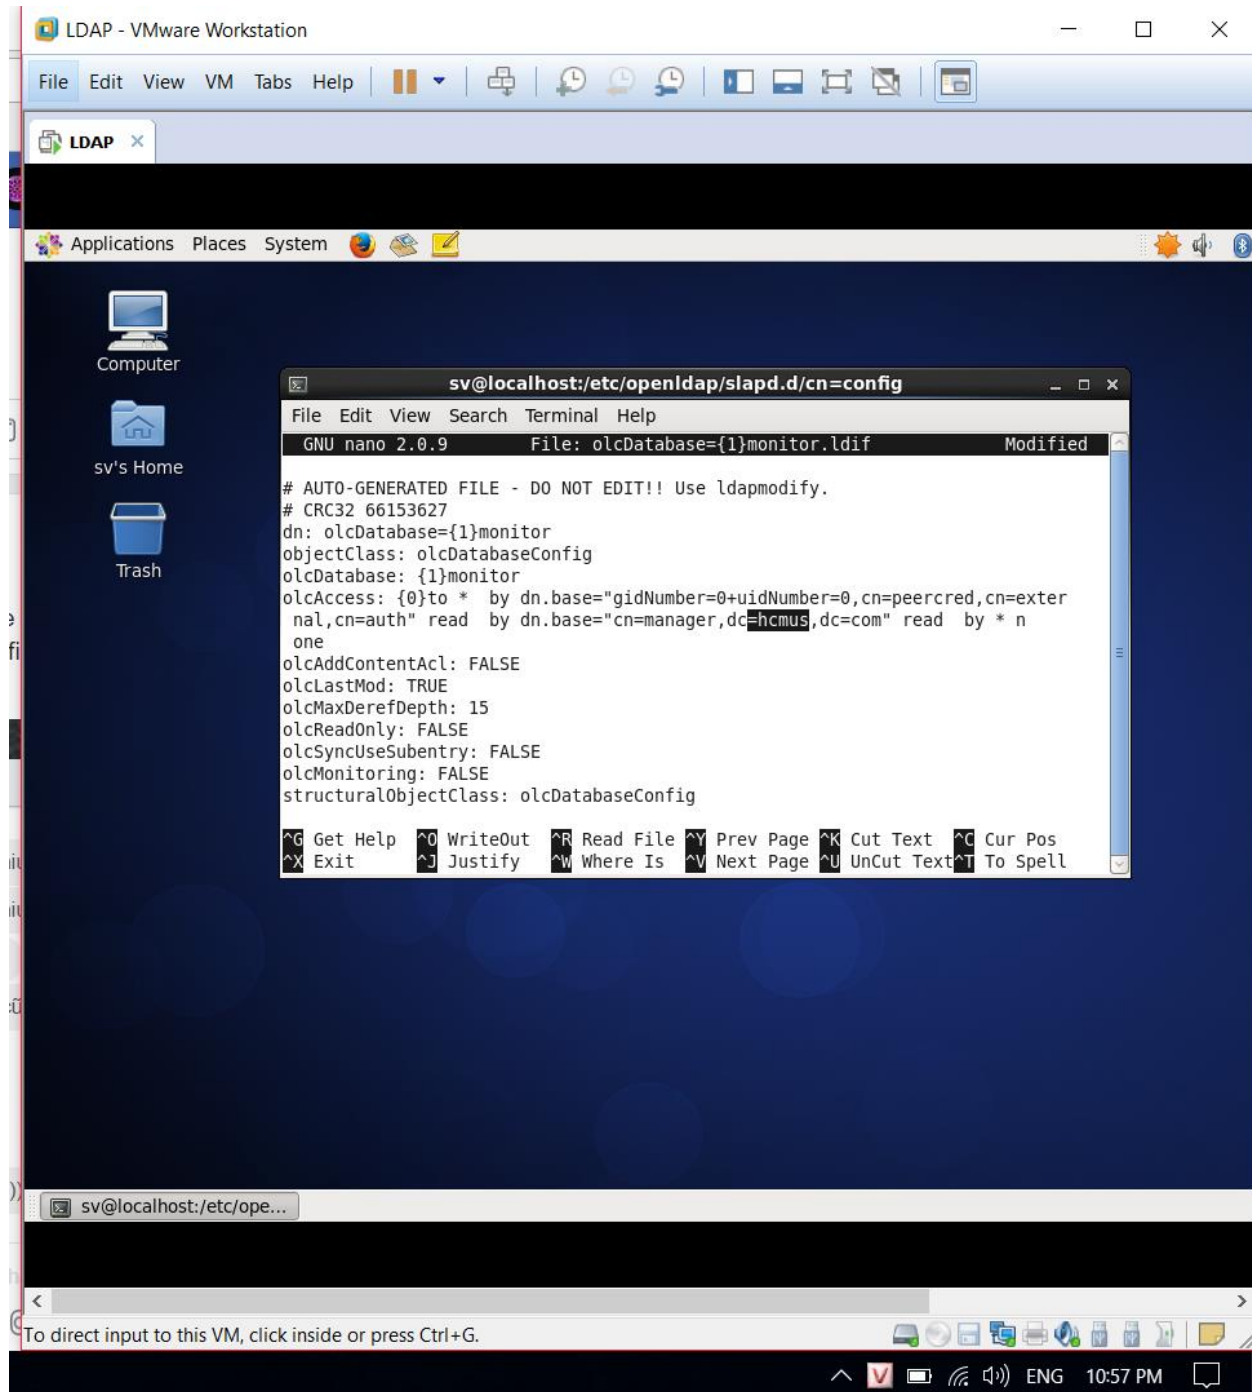 LDAP - VMware Workstation
File Edit View VM Tabs Help
LDAP
Applications Places System
Computer
sv's Home
Trash
sv@localhost:/etc/openldap/slapd.d/cn=config
File Edit View Search Terminal Help
GNU nano 2.0.9 File: olcDatabase={1}monitor.ldif Modified
# AUTO-GENERATED FILE - DO NOT EDIT!! Use ldapmodify.
# CRC32 66153627
dn: olcDatabase={1}monitor
objectClass: olcDatabaseConfig
olcDatabase: {1}monitor
olcAccess: {0}to *  by dn.base="gidNumber=0+uidNumber=0,cn=peercred,cn=exter
nal,cn=auth" read  by dn.base="cn=manager,dc=hcmus,dc=com" read  by * n
one
olcAddContentAcl: FALSE
olcLastMod: TRUE
olcMaxDerefDepth: 15
olcReadOnly: FALSE
olcSyncUseSubentry: FALSE
olcMonitoring: FALSE
structuralObjectClass: olcDatabaseConfig
^G Get Help ^O WriteOut ^R Read File ^Y Prev Page ^K Cut Text ^C Cur Pos
^X Exit ^J Justify ^W Where Is ^V Next Page ^U UnCut Text ^T To Spell
sv@localhost:/etc/ope...
To direct input to this VM, click inside or press Ctrl+G.
ENG 10:57 PM